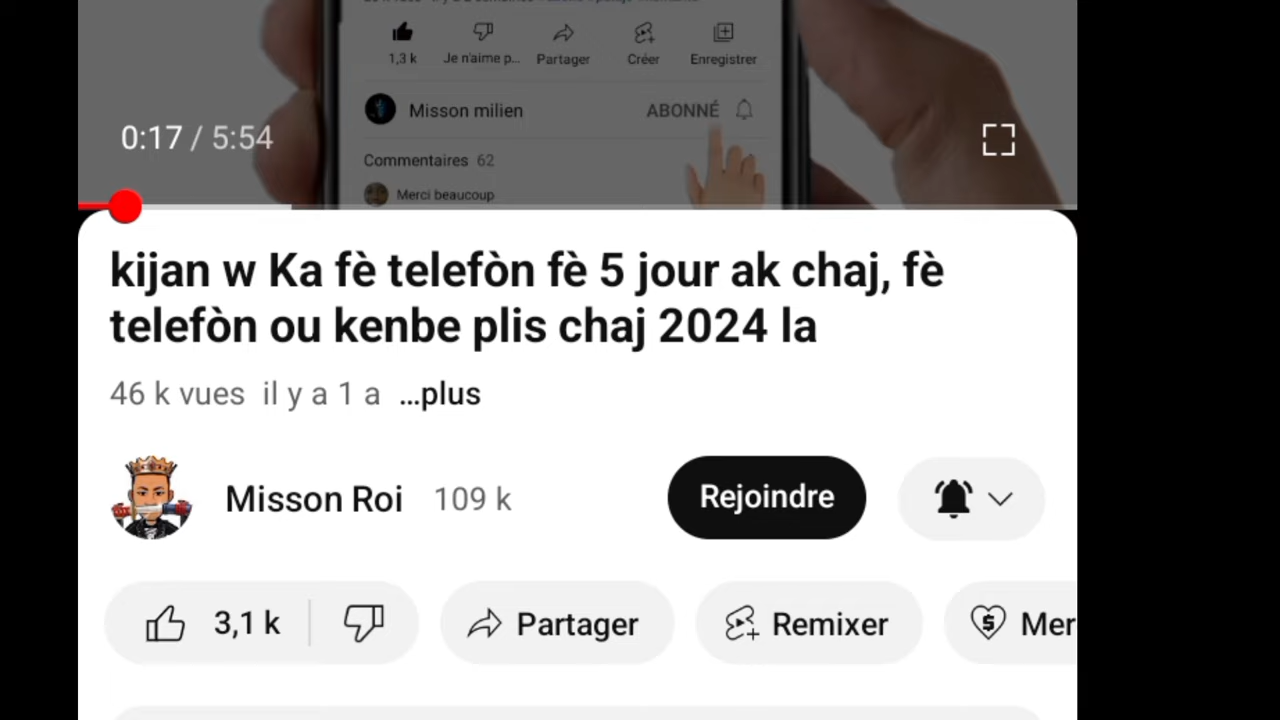 1,3 k Je n'aime p... Partager Créer Enregistrer
Misson milien ABONNÉ
Commentaires 62
Merci beaucoup
0:17 / 5:54
kijan w Ka fè telefòn fè 5 jour ak chaj, fè
telefòn ou kenbe plis chaj 2024 la
46 k vues il y a 1 a ...plus
Misson Roi 109 k Rejoindre
3,1 k Partager Remixer Mer